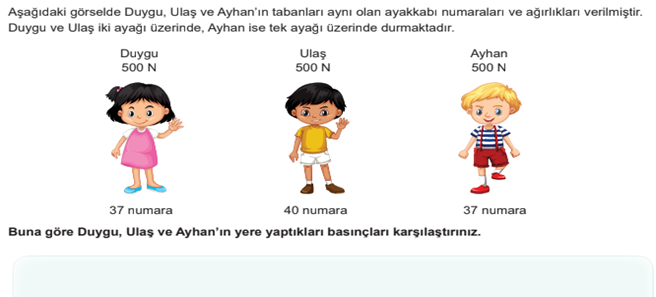 Aşağıdaki görselde Duygu, Ulaş ve Ayhan'ın tabanları aynı olan ayakkabı numaraları ve ağırlıkları verilmiştir.
Duygu ve Ulaş iki ayağı üzerinde, Ayhan ise tek ayağı üzerinde durmaktadır.
Duygu Ulaş Ayhan
500 N 500 N 500 N
37 numara 40 numara 37 numara
Buna göre Duygu, Ulaş ve Ayhan'ın yere yaptıkları basınçları karşılaştırınız.